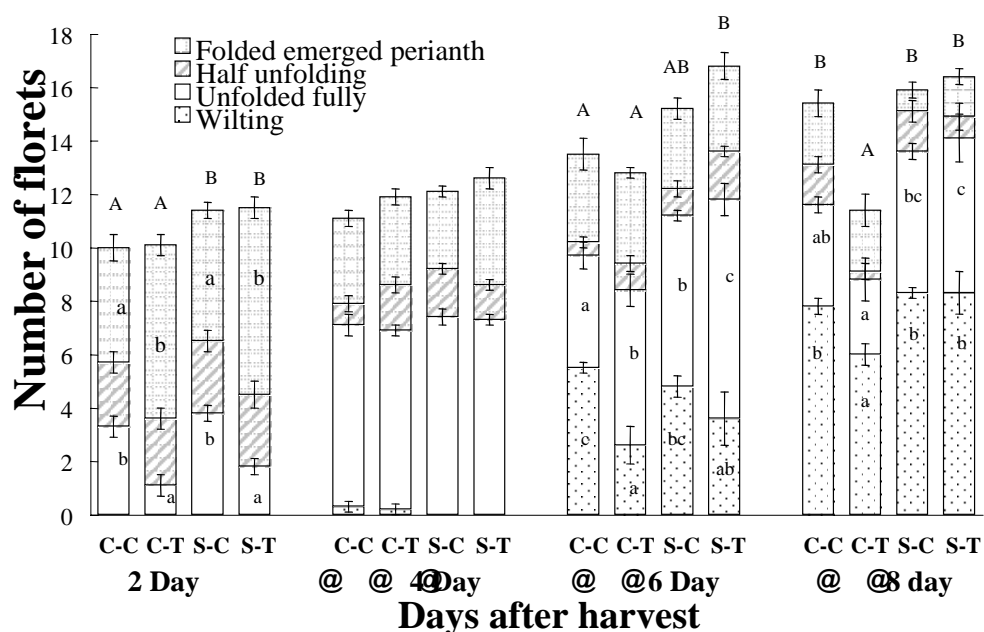 Number of florets
18
16
14
12
10
8
6
4
2
0
Folded emerged perianth
Half unfolding
Unfolded fully
Wilting
A A B B
a b a b
b a b a
A A AB B
a b b c
c a bc ab
B A B B
ab a bc c
b a b b
C-C C-T S-C S-T
C-C C-T S-C S-T
C-C C-T S-C S-T
C-C C-T S-C S-T
2 Day
@ @ 4 @ Day
@ @ 6 Day
@ @ 8 day
Days after harvest